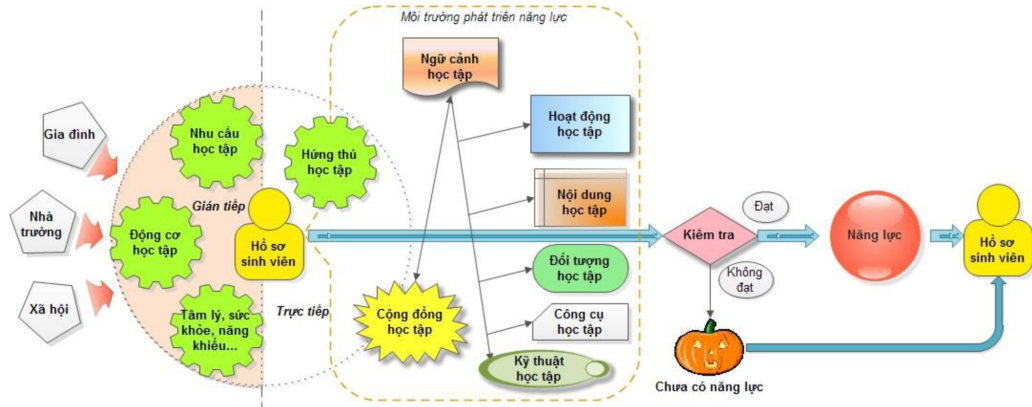 Môi trường phát triển năng lực
Ngữ cảnh
học tập
Gia đình
Nhu cầu
học tập
Hứng thú
học tập
Hoạt động
học tập
Gián tiếp
Nội dung
học tập
Đạt
Nhà
trường
Động cơ
học tập
Hồ sơ
sinh viên
Kiểm tra
Năng lực
Hồ sơ
sinh viên
Đối tượng
học tập
Không
đạt
Xã hội
Tâm lý, sức
khỏe, năng
khiếu...
Trực tiếp
Cộng đồng
học tập
Công cụ
học tập
Kỹ thuật
học tập
Chưa có năng lực